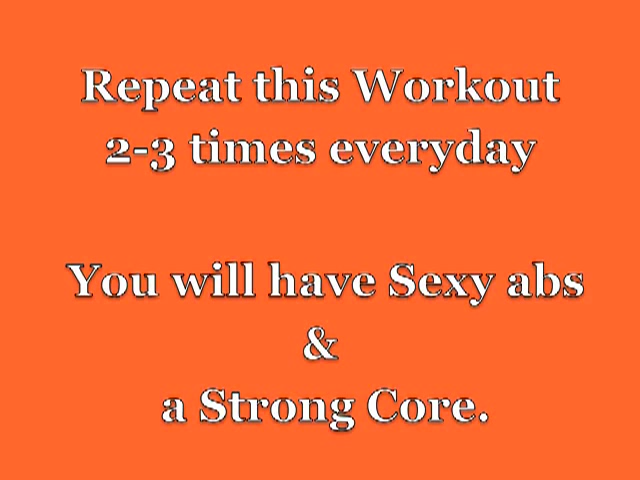 Repeat this Workout
2-3 times everyday
You will have Sexy abs
&
a Strong Core.